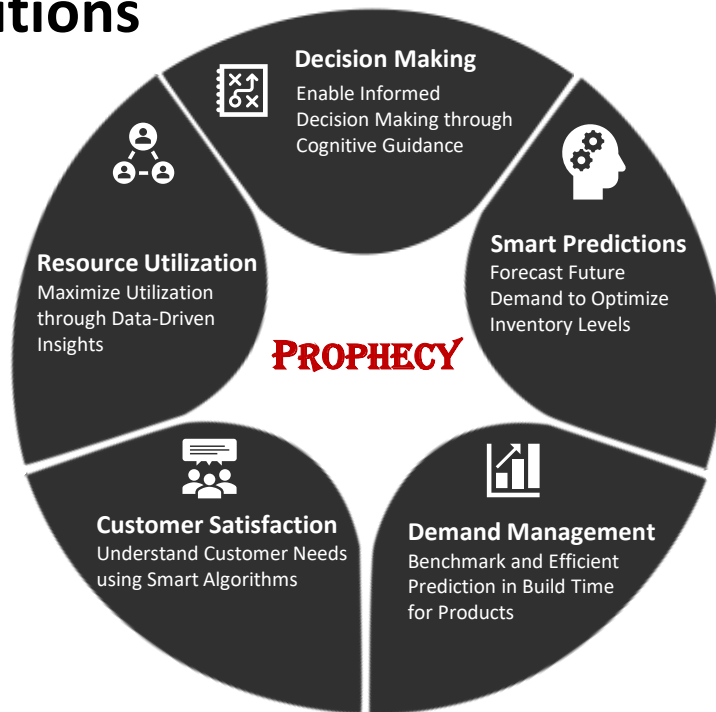 utions
Decision Making
Enable Informed
Decision Making through
Cognitive Guidance
Smart Predictions
Forecast Future
Demand to Optimize
Inventory Levels
Resource Utilization
Maximize Utilization
through Data-Driven
Insights
PROPHECY
Customer Satisfaction
Understand Customer Needs
using Smart Algorithms
Demand Management
Benchmark and Efficient
Prediction in Build Time
for Products